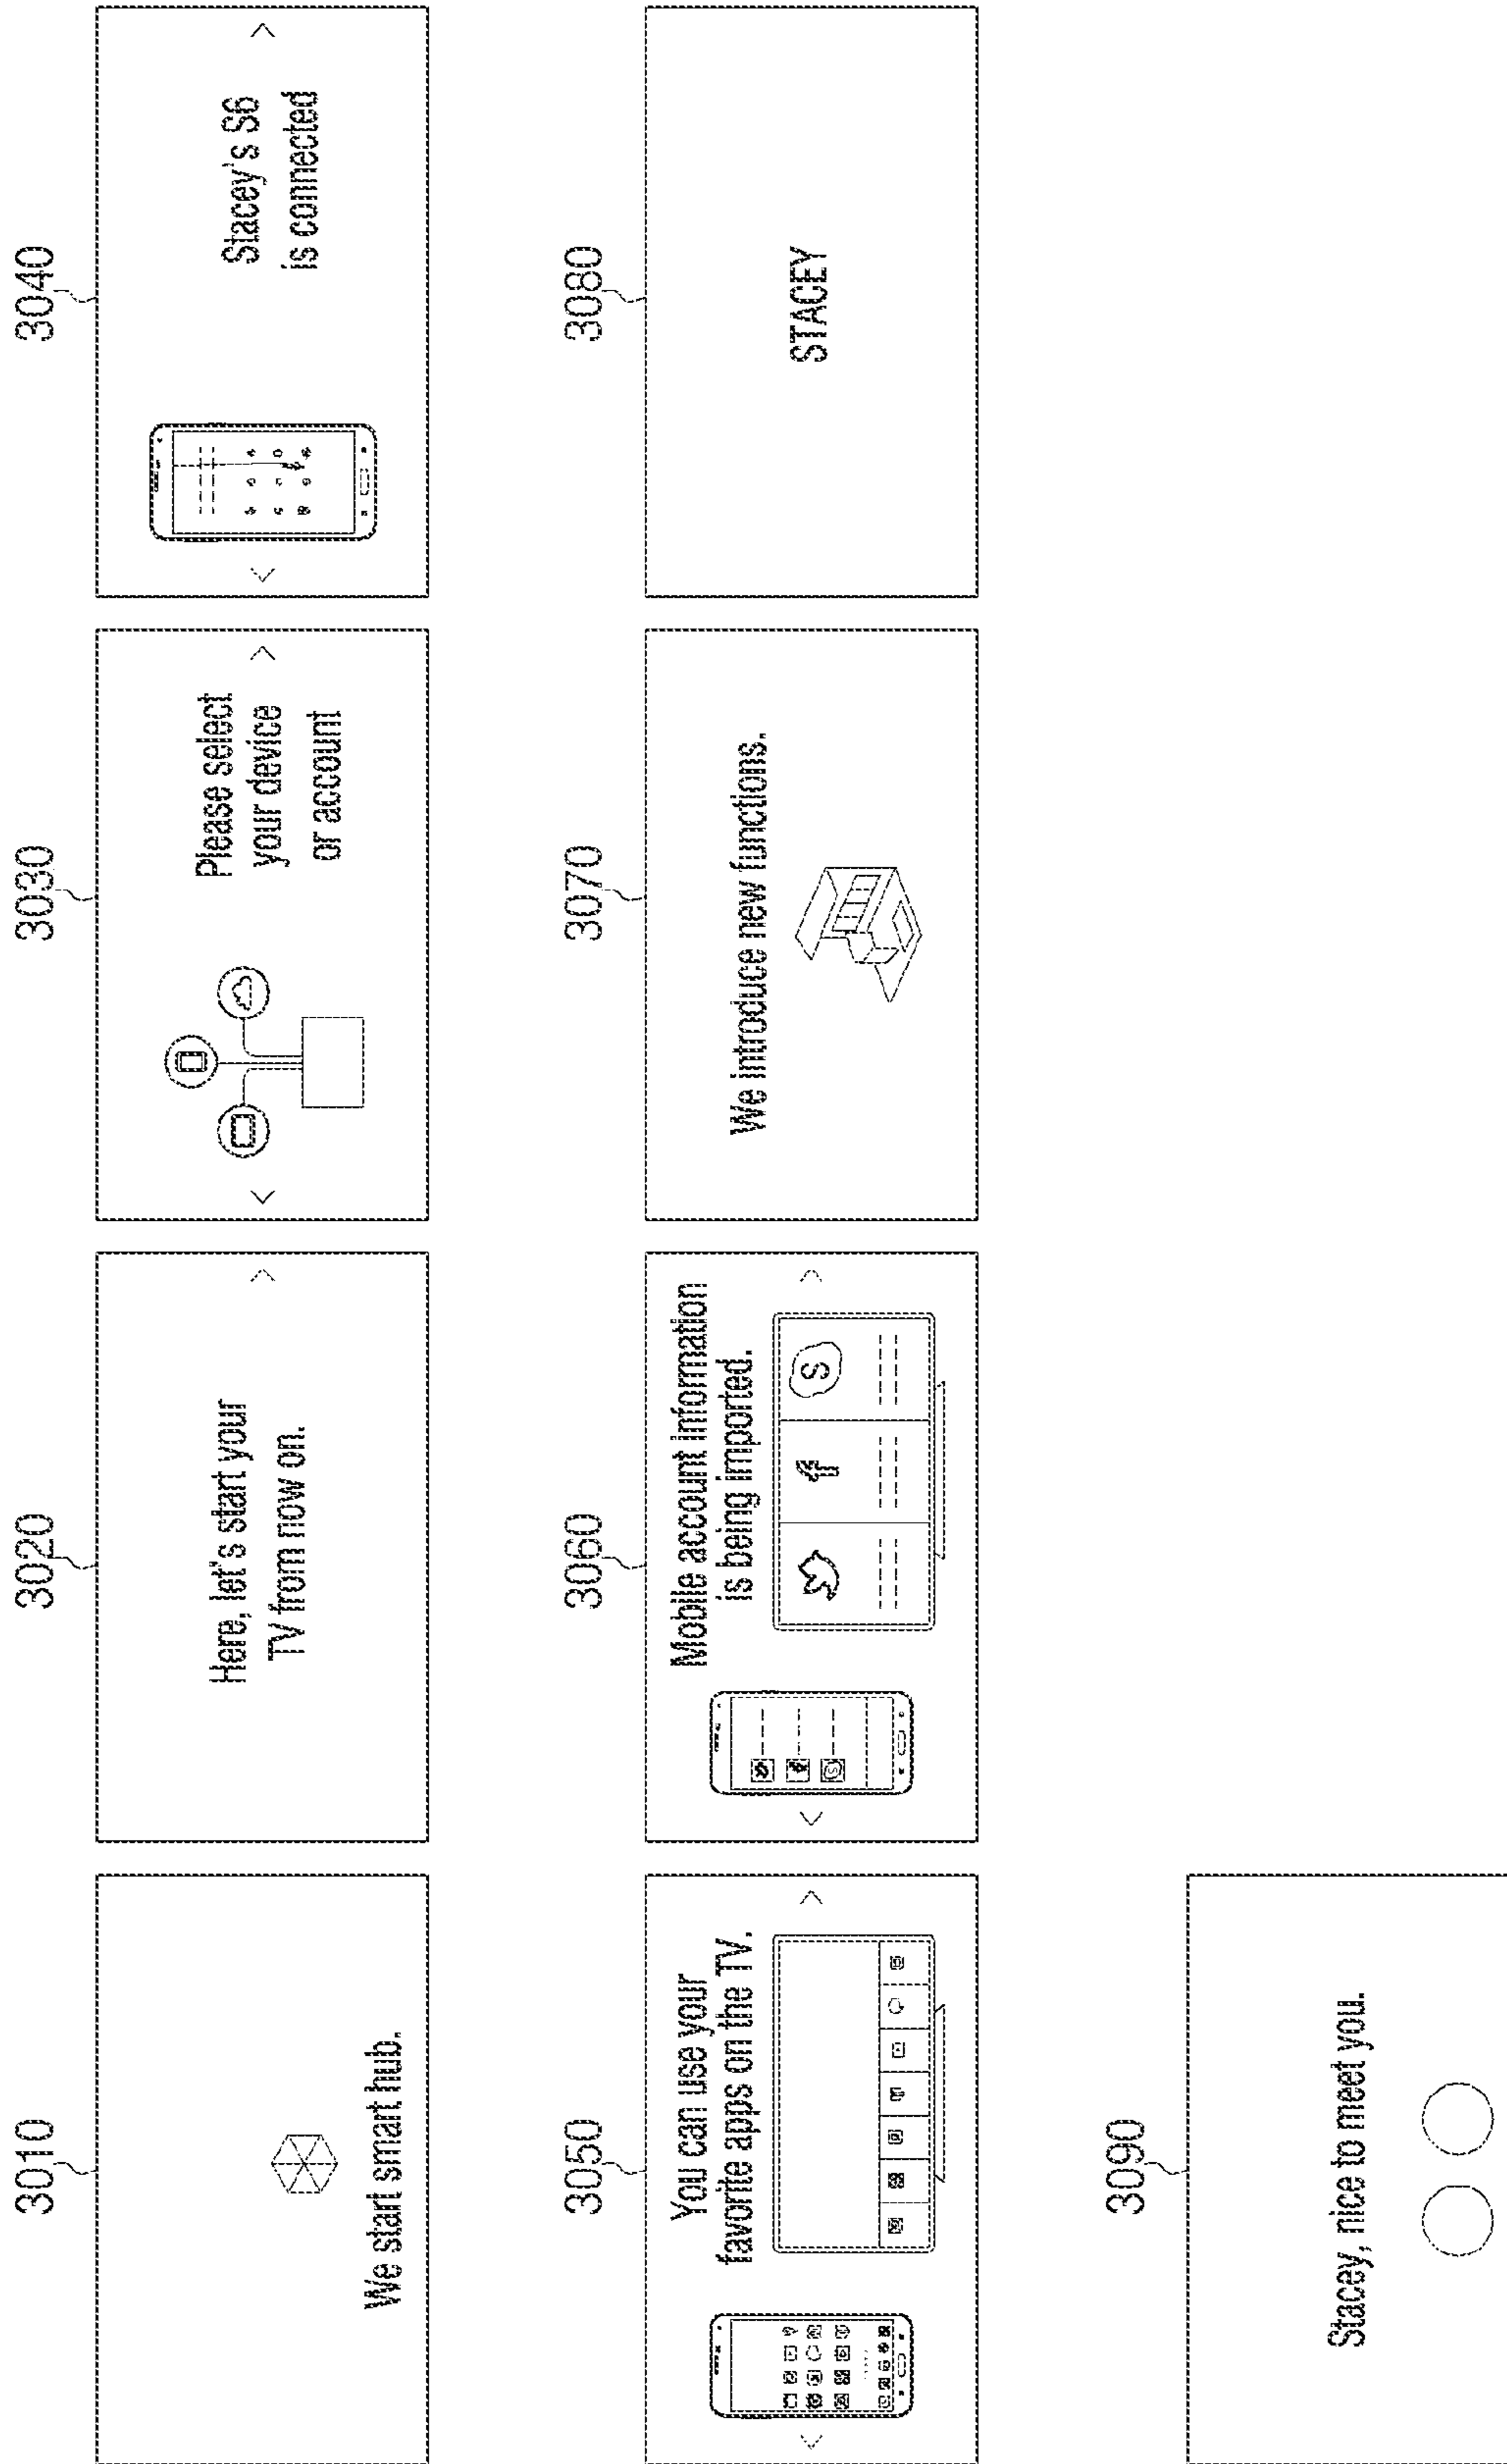 3010
We start smart hub.
3020
Here, let's start your
TV from now on.
3030
Please select
your device
or account
3040
Stacey's S6
is connected
3050
You can use your
favorite apps on the TV.
3060
Mobile account information
is being imported.
f
S
S
3070
We introduce new functions.
3080
STACEY
3090
Stacey, nice to meet you.